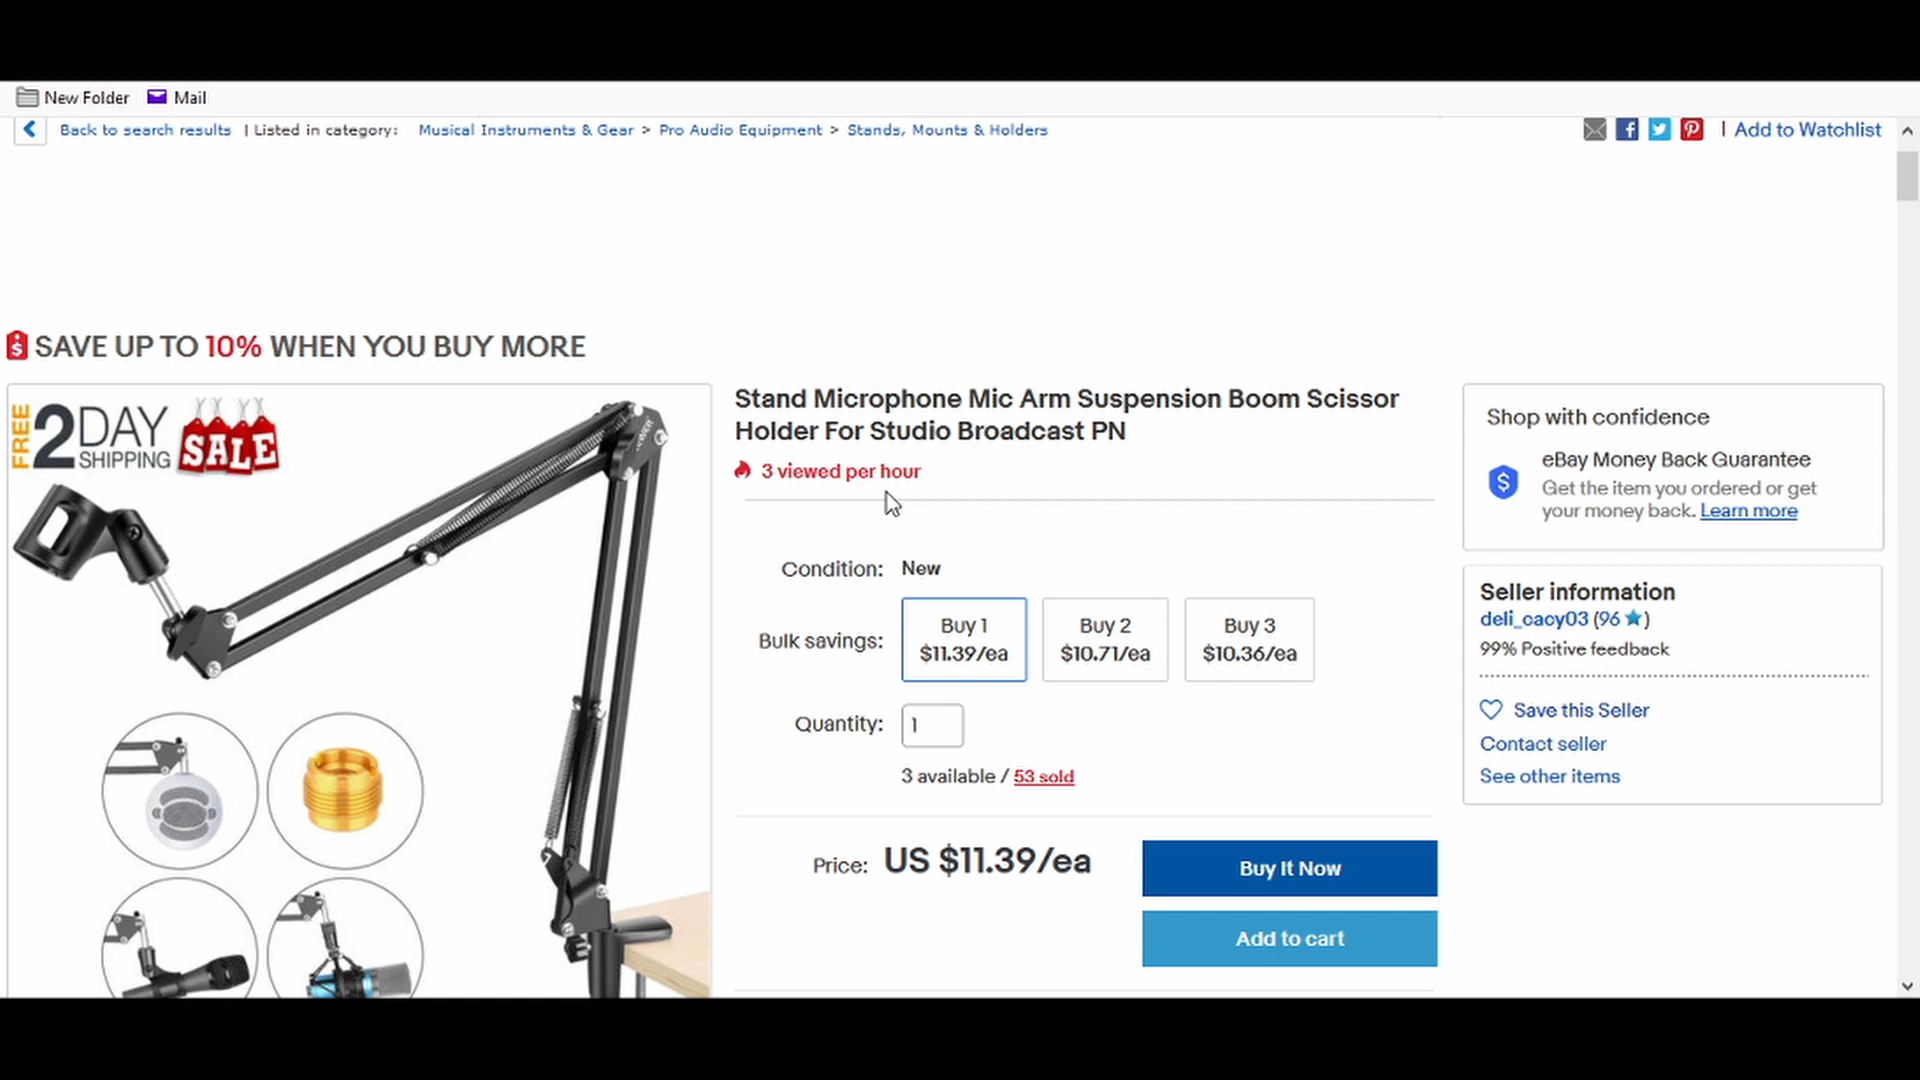 New Folder Mail
Back to search results | Listed in category: Musical Instruments & Gear > Pro Audio Equipment > Stands, Mounts & Holders
| Add to Watchlist
SAVE UP TO 10% WHEN YOU BUY MORE
FREE 2 DAY SHIPPING SALE
Stand Microphone Mic Arm Suspension Boom Scissor
Holder For Studio Broadcast PN
3 viewed per hour
Condition: New
Bulk savings:
Buy 1
$11.39/ea
Buy 2
$10.71/ea
Buy 3
$10.36/ea
Quantity: 1
3 available / 53 sold
Price: US $11.39/ea
Buy It Now
Add to cart
Shop with confidence
eBay Money Back Guarantee
Get the item you ordered or get
your money back. Learn more
Seller information
deli_cacy03 (96 ★)
99% Positive feedback
Save this Seller
Contact seller
See other items